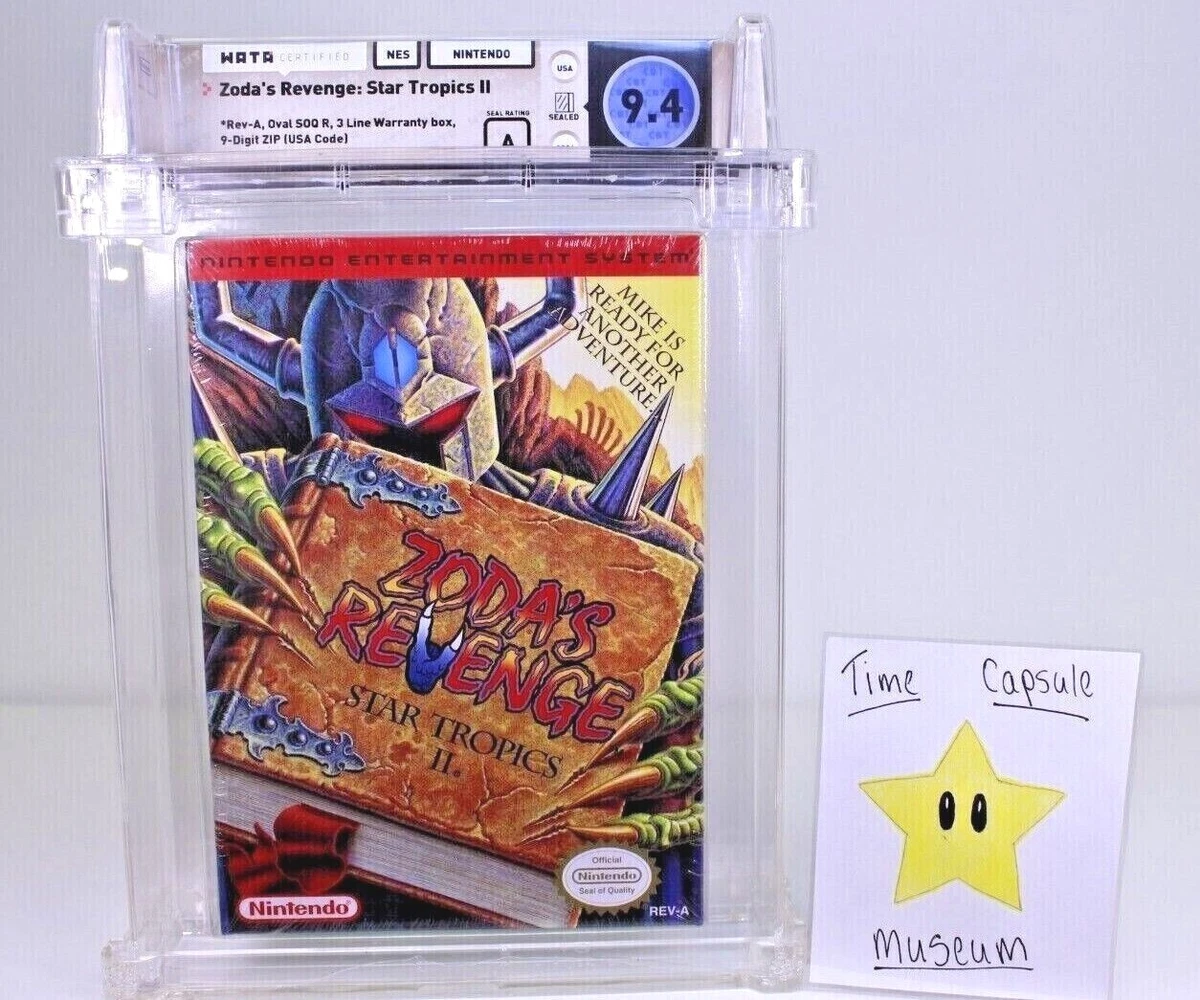 WATA CERTIFIED
NES
NINTENDO
Zoda's Revenge: Star Tropics II
*Rev-A, Oval SOQ R, 3 Line Warranty box,
9-Digit ZIP (USA Code)
SEAL RATING
A
USA
SEALED
9.4
NINTENDO ENTERTAINMENT SYSTEM
MIKE IS
READY FOR
ANOTHER
ADVENTURE.
ZODA'S
REVENGE
STAR TROPICS
II.
Official
Nintendo
Seal of Quality
Nintendo
REV-A
Time Capsule
Museum